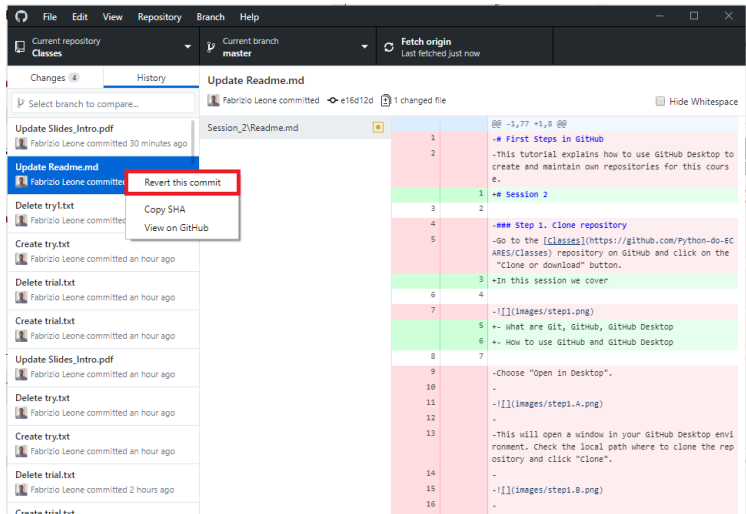 File Edit View Repository Branch Help
Current repository
Classes
Current branch
master
Fetch origin
Last fetched just now
Changes 4
History
Select branch to compare...
Update Slides_Intro.pdf
Fabrizio Leone committed 30 minutes ago
Update Readme.md
Fabrizio Leone committed
Delete try1.txt
Fabrizio Leone committed
Create try.txt
Fabrizio Leone committed an hour ago
Delete trial.txt
Fabrizio Leone committed an hour ago
Create trial.txt
Fabrizio Leone committed an hour ago
Update Slides_Intro.pdf
Fabrizio Leone committed an hour ago
Delete try.txt
Fabrizio Leone committed an hour ago
Create try.txt
Fabrizio Leone committed an hour ago
Delete trial.txt
Fabrizio Leone committed 2 hours ago
Create trial.txt
Revert this commit
Copy SHA
View on GitHub
Update Readme.md
Fabrizio Leone committed e16d12d 1 changed file
Hide Whitespace
Session_2\Readme.md
@@ -1,77 +1,8 @@
1 -# First Steps in GitHub
2 -This tutorial explains how to use GitHub Desktop to
create and maintain own repositories for this cours
e.
1 +# Session 2
3 2
4 -### Step 1. Clone repository
5 -Go to the [Classes](https://github.com/Python-do-EC
ARES/Classes) repository on GitHub and click on the
"Clone or download" button.
3 +In this session we cover
6 4
7 -![](images/step1.png)
5 +- What are Git, GitHub, GitHub Desktop
6 +- How to use GitHub and GitHub Desktop
8 7
9 -Choose "Open in Desktop".
10 -
11 -![](images/step1.A.png)
12 -
13 -This will open a window in your GitHub Desktop envi
ronment. Check the local path where to clone the rep
ository and click "Clone".
14 -
15 -![](images/step1.B.png)
16 -